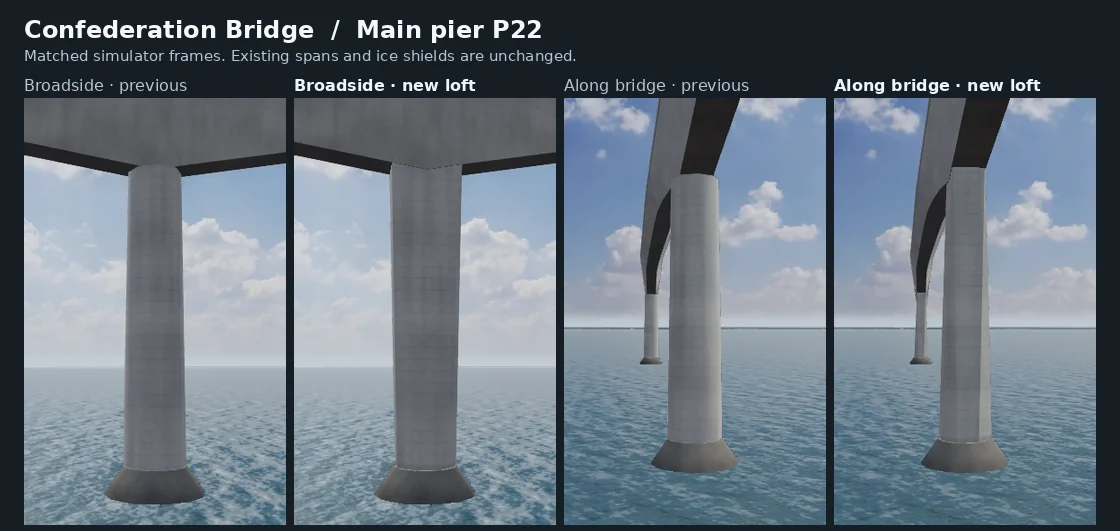 Confederation Bridge / Main pier P22
Matched simulator frames. Existing spans and ice shields are unchanged.
Broadside · previous
Broadside · new loft
Along bridge · previous
Along bridge · new loft